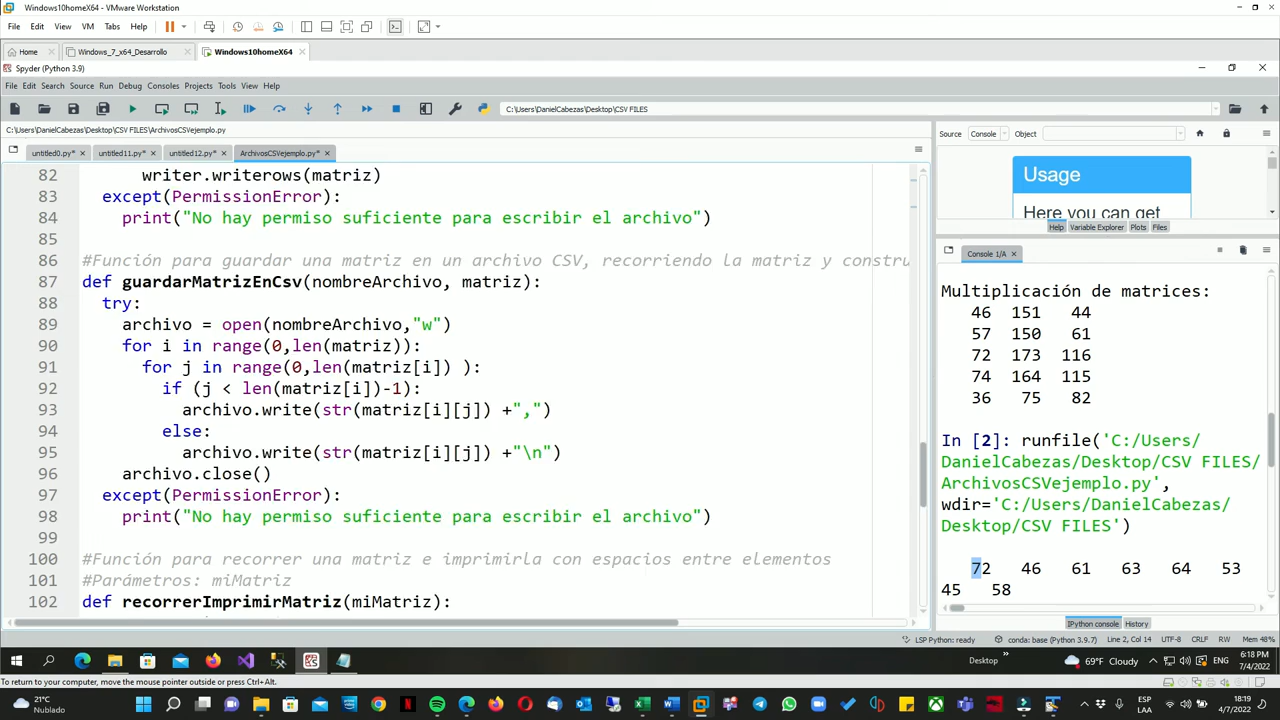 Windows10homeX64 - VMware Workstation
File Edit View VM Tabs Help
Home Windows_7_x64_Desarrollo Windows10homeX64
Spyder (Python 3.9)
File Edit Search Source Run Debug Consoles Projects Tools View Help
C:\Users\DanielCabezas\Desktop\CSV FILES
C:\Users\DanielCabezas\Desktop\CSV FILES\ArchivosCSVejemplo.py
untitled0.py* untitled11.py* untitled12.py* ArchivosCSVejemplo.py*
82 writer.writerows(matriz)
83 except(PermissionError):
84 print("No hay permiso suficiente para escribir el archivo")
85
86 #Función para guardar una matriz en un archivo CSV, recorriendo la matriz y constru
87 def guardarMatrizEnCsv(nombreArchivo, matriz):
88 try:
89 archivo = open(nombreArchivo,"w")
90 for i in range(0,len(matriz)):
91 for j in range(0,len(matriz[i]) ):
92 if (j < len(matriz[i])-1):
93 archivo.write(str(matriz[i][j]) +",")
94 else:
95 archivo.write(str(matriz[i][j]) +"\n")
96 archivo.close()
97 except(PermissionError):
98 print("No hay permiso suficiente para escribir el archivo")
99
100 #Función para recorrer una matriz e imprimirla con espacios entre elementos
101 #Parámetros: miMatriz
102 def recorrerImprimirMatriz(miMatriz):
Source Console Object
Usage
Here you can get
Help Variable Explorer Plots Files
Console 1/A
Multiplicación de matrices:
46 151 44
57 150 61
72 173 116
74 164 115
36 75 82
In [2]: runfile('C:/Users/
DanielCabezas/Desktop/CSV FILES/
ArchivosCSVejemplo.py',
wdir='C:/Users/DanielCabezas/
Desktop/CSV FILES')
72 46 61 63 64 53
45 58
IPython console History
LSP Python: ready conda: base (Python 3.9.7) Line 2, Col 14 UTF-8 CRLF RW Mem 48%
Desktop 69°F Cloudy ENG 6:18 PM 7/4/2022
To return to your computer, move the mouse pointer outside or press Ctrl+Alt.
21°C
Nublado
ESP
LAA
18:19
4/7/2022